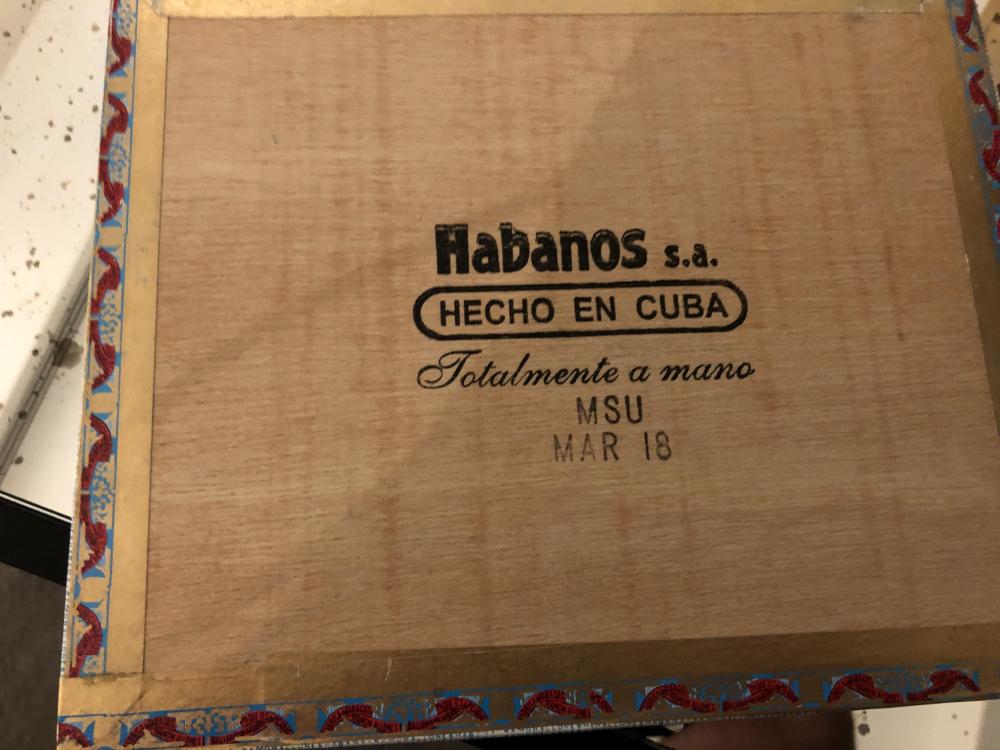 Habanos s.a.
HECHO EN CUBA
Totalmente a mano
MSU
MAR 18